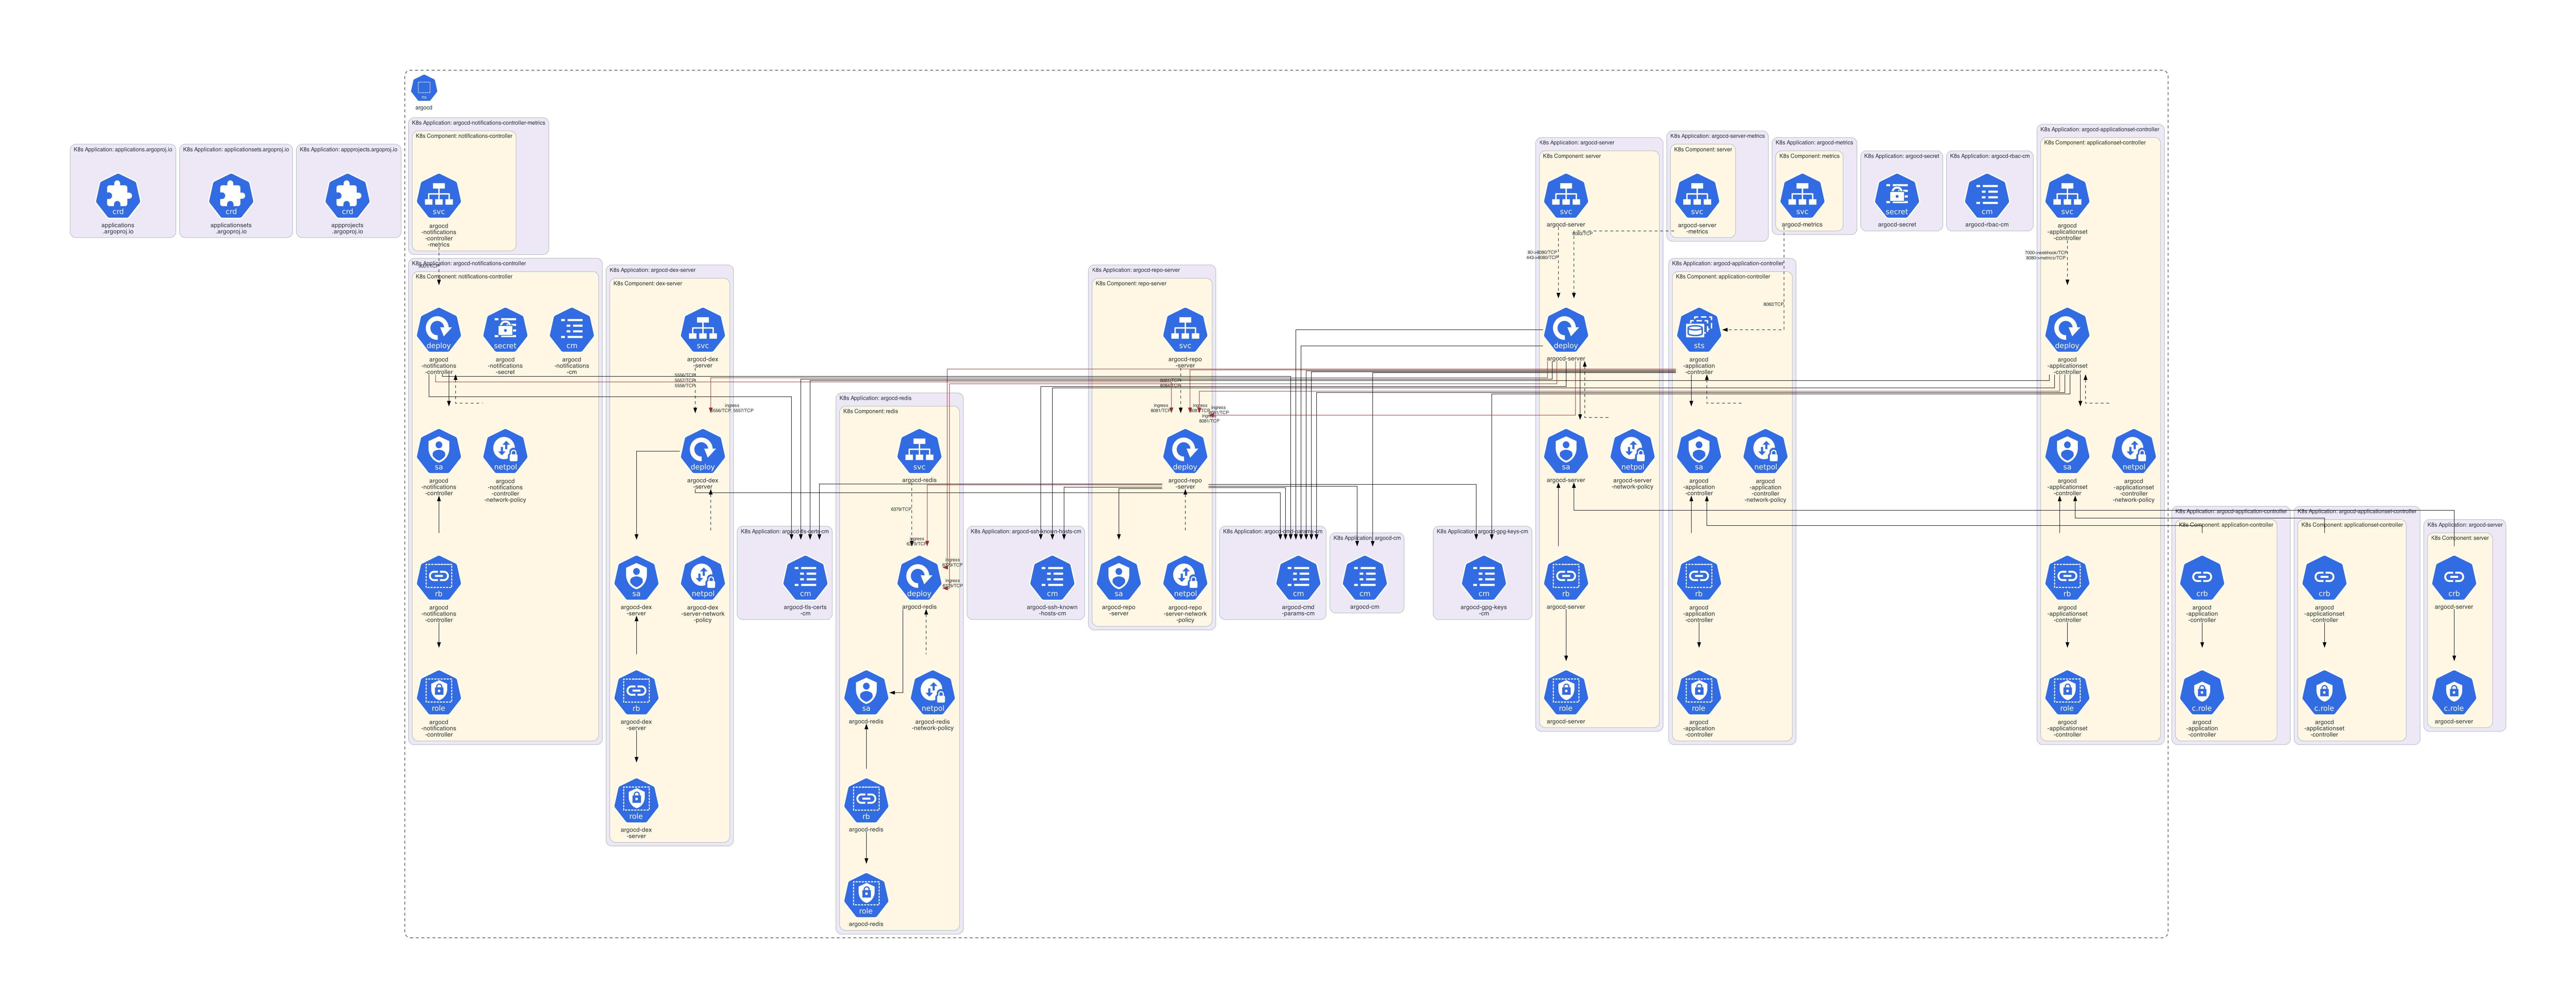 ns
argocd
K8s Application: applications.argoproj.io
crd
applications
.argoproj.io
K8s Application: applicationsets.argoproj.io
crd
applicationsets
.argoproj.io
K8s Application: appprojects.argoproj.io
crd
appprojects
.argoproj.io
K8s Application: argocd-notifications-controller-metrics
K8s Component: notifications-controller
svc
argocd
-notifications
-controller
-metrics
K8s Application: argocd-notifications-controller
K8s Component: notifications-controller
deploy
argocd
-notifications
-controller
secret
argocd
-notifications
-secret
cm
argocd
-notifications
-cm
sa
argocd
-notifications
-controller
netpol
argocd
-notifications
-controller
-network-policy
rb
argocd
-notifications
-controller
role
argocd
-notifications
-controller
K8s Application: argocd-dex-server
K8s Component: dex-server
svc
argocd-dex
-server
5556/TCP
5557/TCP
5558/TCP
ingress
5556/TCP, 5557/TCP
deploy
argocd-dex
-server
sa
argocd-dex
-server
netpol
argocd-dex
-server-network
-policy
rb
argocd-dex
-server
role
argocd-dex
-server
K8s Application: argocd-tls-certs-cm
cm
argocd-tls-certs
-cm
K8s Application: argocd-redis
K8s Component: redis
svc
argocd-redis
6379/TCP
ingress
6379/TCP
ingress
6379/TCP
ingress
6379/TCP
deploy
argocd-redis
sa
argocd-redis
netpol
argocd-redis
-network-policy
rb
argocd-redis
role
argocd-redis
K8s Application: argocd-ssh-known-hosts-cm
cm
argocd-ssh-known
-hosts-cm
K8s Application: argocd-repo-server
K8s Component: repo-server
svc
argocd-repo
-server
8081/TCP
8084/TCP
ingress
8081/TCP
ingress
ingress
ingress
8081/TCP
deploy
argocd-repo
-server
sa
argocd-repo
-server
netpol
argocd-repo
-server-network
-policy
K8s Application: argocd-cmd-params-cm
cm
argocd-cmd
-params-cm
K8s Application: argocd-cm
cm
argocd-cm
K8s Application: argocd-gpg-keys-cm
cm
argocd-gpg-keys
-cm
K8s Application: argocd-server
K8s Component: server
svc
argocd-server
80->8080/TCP
443->8080/TCP
8083/TCP
deploy
argocd-server
sa
argocd-server
netpol
argocd-server
-network-policy
rb
argocd-server
role
argocd-server
K8s Application: argocd-server-metrics
K8s Component: server
svc
argocd-server
-metrics
K8s Application: argocd-metrics
K8s Component: metrics
svc
argocd-metrics
K8s Application: argocd-secret
secret
argocd-secret
K8s Application: argocd-rbac-cm
cm
argocd-rbac-cm
K8s Application: argocd-application-controller
K8s Component: application-controller
8082/TCP
sts
argocd
-application
-controller
sa
argocd
-application
-controller
netpol
argocd
-application
-controller
-network-policy
rb
argocd
-application
-controller
role
argocd
-application
-controller
K8s Application: argocd-applicationset-controller
K8s Component: applicationset-controller
svc
argocd
-applicationset
-controller
7000->webhook/TCP
8080->metrics/TCP
deploy
argocd
-applicationset
-controller
sa
argocd
-applicationset
-controller
netpol
argocd
-applicationset
-controller
-network-policy
rb
argocd
-applicationset
-controller
role
argocd
-applicationset
-controller
K8s Application: argocd-application-controller
K8s Component: application-controller
crb
argocd
-application
-controller
c.role
argocd
-application
-controller
K8s Application: argocd-applicationset-controller
K8s Component: applicationset-controller
crb
argocd
-applicationset
-controller
c.role
argocd
-applicationset
-controller
K8s Application: argocd-server
K8s Component: server
crb
argocd-server
c.role
argocd-server